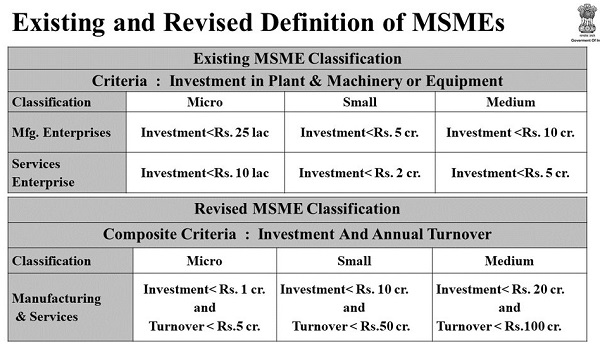 Existing and Revised Definition of MSMEs
Existing MSME Classification
Criteria : Investment in Plant & Machinery or Equipment
Classification Micro Small Medium
Mfg. Enterprises Investment<Rs. 25 lac Investment<Rs. 5 cr. Investment <Rs. 10 cr.
Services
Enterprise Investment<Rs. 10 lac Investment< Rs. 2 cr. Investment<Rs. 5 cr.
Revised MSME Classification
Composite Criteria : Investment And Annual Turnover
Classification Micro Small Medium
Manufacturing
& Services
Investment< Rs. 1 cr.
and
Turnover < Rs.5 cr.
Investment< Rs. 10 cr.
and
Turnover < Rs.50 cr.
Investment< Rs. 20 cr.
and
Turnover < Rs.100 cr.